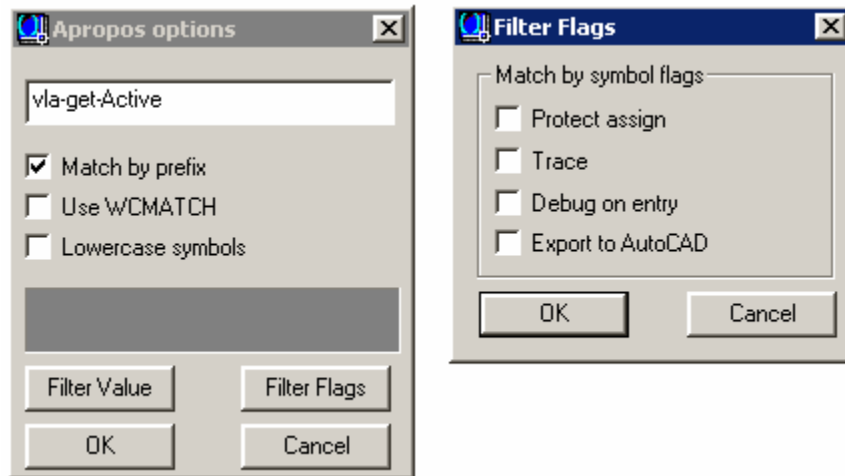 Apropos options
vla-get-Active
Match by prefix
Use WCMATCH
Lowercase symbols
Filter Value
Filter Flags
OK
Cancel
Filter Flags
Match by symbol flags
Protect assign
Trace
Debug on entry
Export to AutoCAD
OK
Cancel